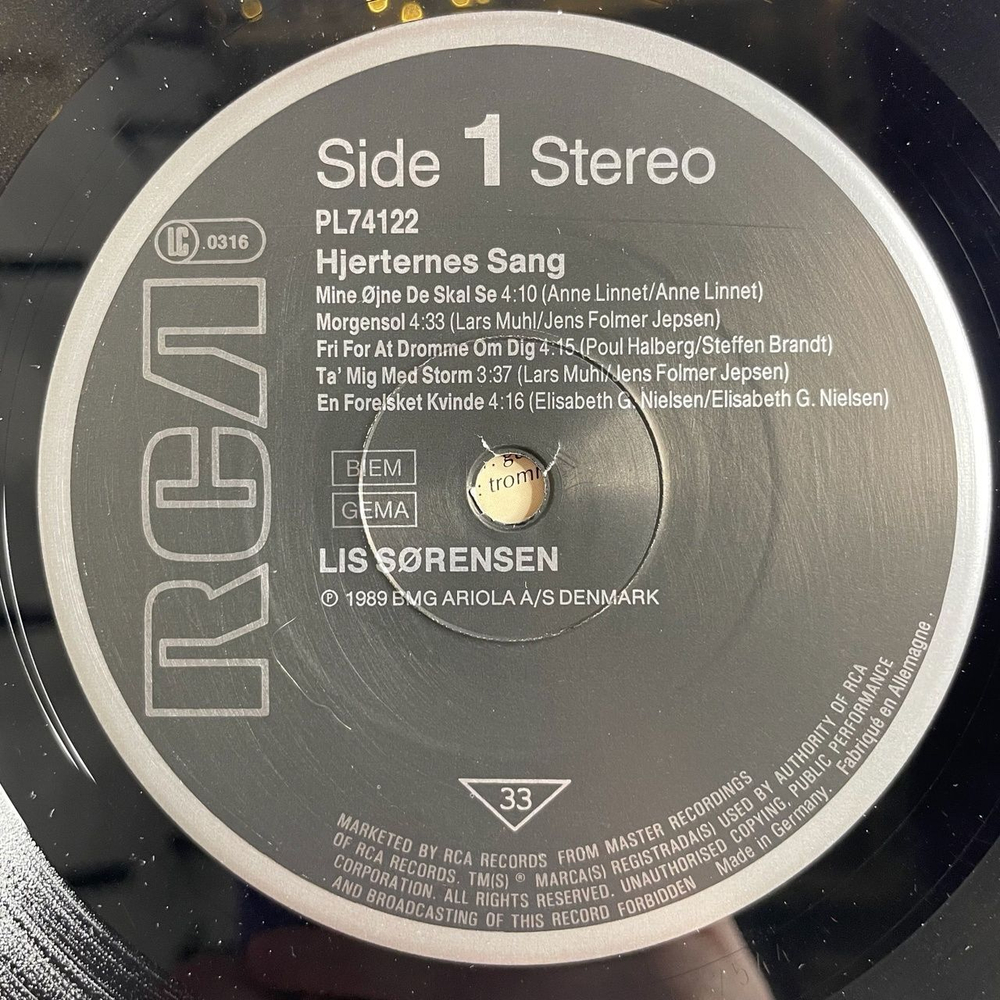 Side 1 Stereo
PL74122
LC .0316
Hjerternes Sang
Mine Øjne De Skal Se 4:10 (Anne Linnet/Anne Linnet)
Morgensol 4:33 (Lars Muhl/Jens Folmer Jepsen)
Fri For At Dromme Om Dig 4:15 (Poul Halberg/Steffen Brandt)
Ta' Mig Med Storm 3:37 (Lars Muhl/Jens Folmer Jepsen)
En Forelsket Kvinde 4:16 (Elisabeth G. Nielsen/Elisabeth G. Nielsen)
RCA
BIEM
GEMA
LIS SØRENSEN
℗ 1989 BMG ARIOLA A/S DENMARK
33
MARKETED BY RCA RECORDS FROM MASTER RECORDINGS
OF RCA RECORDS. TM(S) ® MARCA(S) REGISTRADA(S) USED BY AUTHORITY OF RCA
CORPORATION. ALL RIGHTS RESERVED. UNAUTHORISED COPYING, PUBLIC PERFORMANCE
AND BROADCASTING OF THIS RECORD FORBIDDEN Made in Germany. Fabriqué en Allemagne.